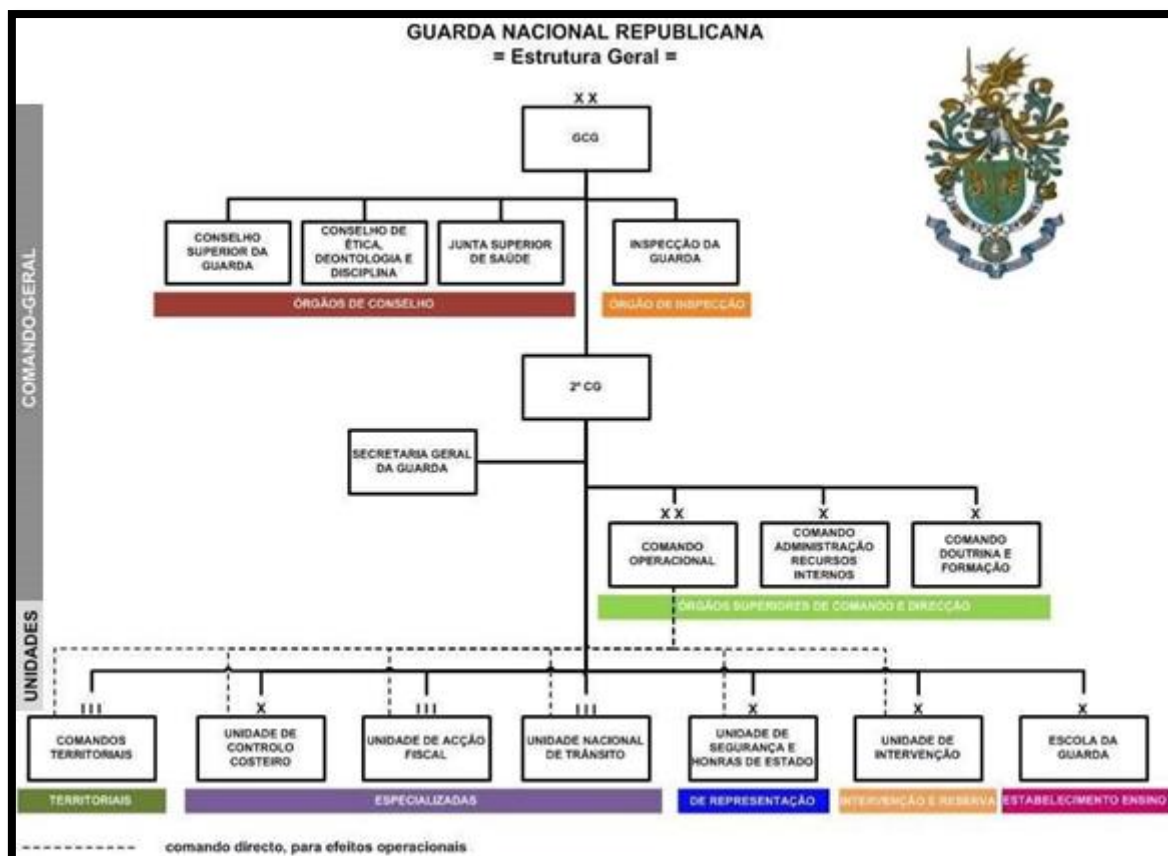 GUARDA NACIONAL REPUBLICANA
= Estrutura Geral =
X X
GCG
CONSELHO
SUPERIOR DA
GUARDA
CONSELHO DE
ÉTICA,
DEONTOLOGIA E
DISCIPLINA
JUNTA SUPERIOR
DE SAÚDE
INSPECÇÃO DA
GUARDA
ÓRGÃOS DE CONSELHO
ÓRGÃO DE INSPECÇÃO
COMANDO-GERAL
2º CG
SECRETARIA GERAL
DA GUARDA
X X
COMANDO
OPERACIONAL
X
COMANDO
ADMINISTRAÇÃO
RECURSOS
INTERNOS
X
COMANDO
DOUTRINA E
FORMAÇÃO
ÓRGÃOS SUPERIORES DE COMANDO E DIRECÇÃO
UNIDADES
III
COMANDOS
TERRITORIAIS
X
UNIDADE DE
CONTROLO
COSTEIRO
III
UNIDADE DE ACÇÃO
FISCAL
III
UNIDADE NACIONAL
DE TRÂNSITO
X
UNIDADE DE
SEGURANÇA E
HONRAS DE ESTADO
X
UNIDADE DE
INTERVENÇÃO
X
ESCOLA DA
GUARDA
TERRITORIAIS
ESPECIALIZADAS
DE REPRESENTAÇÃO
INTERVENÇÃO E RESERVA
ESTABELECIMENTO ENSINO
comando directo, para efeitos operacionais